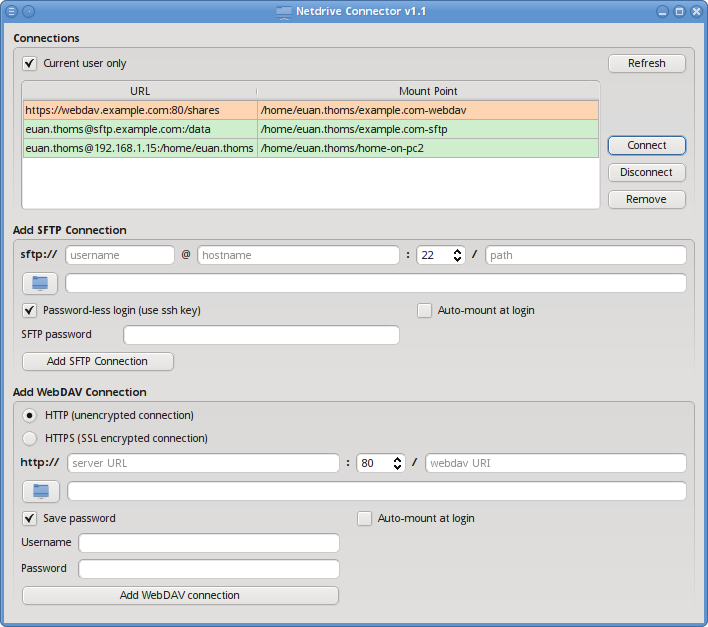 Netdrive Connector v1.1
Connections
Current user only
Refresh
URL Mount Point
https://webdav.example.com:80/shares /home/euan.thoms/example.com-webdav
euan.thoms@sftp.example.com:/data /home/euan.thoms/example.com-sftp
euan.thoms@192.168.1.15:/home/euan.thoms /home/euan.thoms/home-on-pc2
Connect
Disconnect
Remove
Add SFTP Connection
sftp:// username @ hostname : 22 / path
Password-less login (use ssh key) Auto-mount at login
SFTP password
Add SFTP Connection
Add WebDAV Connection
HTTP (unencrypted connection)
HTTPS (SSL encrypted connection)
http:// server URL : 80 / webdav URI
Save password Auto-mount at login
Username
Password
Add WebDAV connection